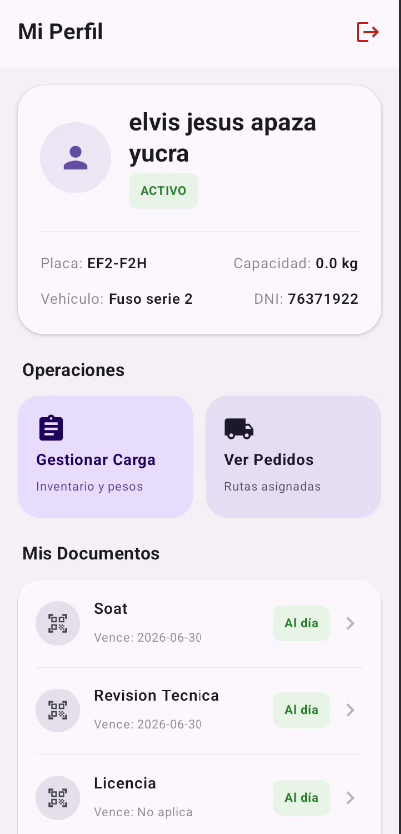 Mi Perfil
elvis jesus apaza
yucra
ACTIVO
Placa: EF2-F2H
Capacidad: 0.0 kg
Vehículo: Fuso serie 2
DNI: 76371922
Operaciones
Gestionar Carga
Inventario y pesos
Ver Pedidos
Rutas asignadas
Mis Documentos
Soat
Vence: 2026-06-30
Al día
Revision Tecnica
Vence: 2026-06-30
Al día
Licencia
Vence: No aplica
Al día